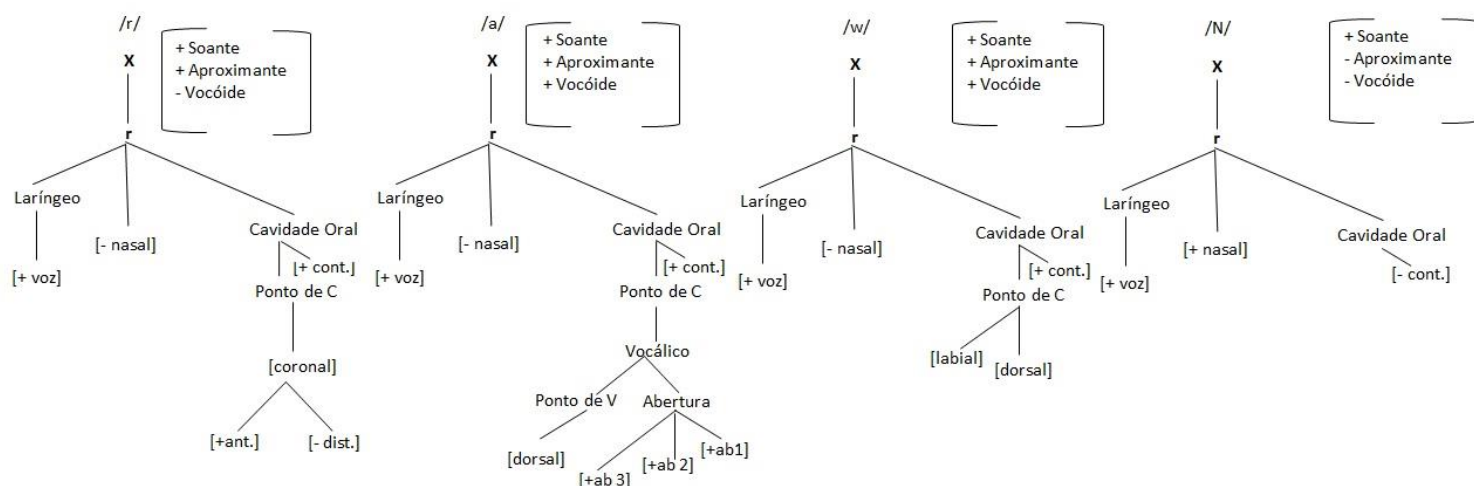 /r/
X
+ Soante
+ Aproximante
- Vocóide
r
Laríngeo
[+ voz]
[- nasal]
Cavidade Oral
[+ cont.]
Ponto de C
[coronal]
[+ant.]
[- dist.]
/a/
X
+ Soante
+ Aproximante
+ Vocóide
r
Laríngeo
[+ voz]
[- nasal]
Cavidade Oral
[+ cont.]
Ponto de C
Vocálico
Ponto de V
Abertura
[dorsal]
[+ab 3]
[+ab 2]
[+ab1]
/w/
X
+ Soante
+ Aproximante
+ Vocóide
r
Laríngeo
[+ voz]
[- nasal]
Cavidade Oral
[+ cont.]
Ponto de C
[labial]
[dorsal]
/N/
X
+ Soante
- Aproximante
- Vocóide
r
Laríngeo
[+ voz]
[+ nasal]
Cavidade Oral
[- cont.]